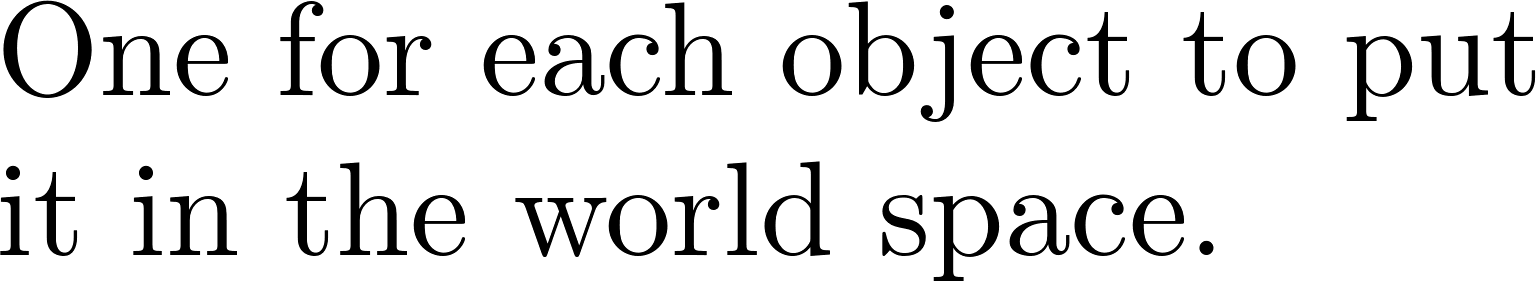 One for each object to put
it in the world space.